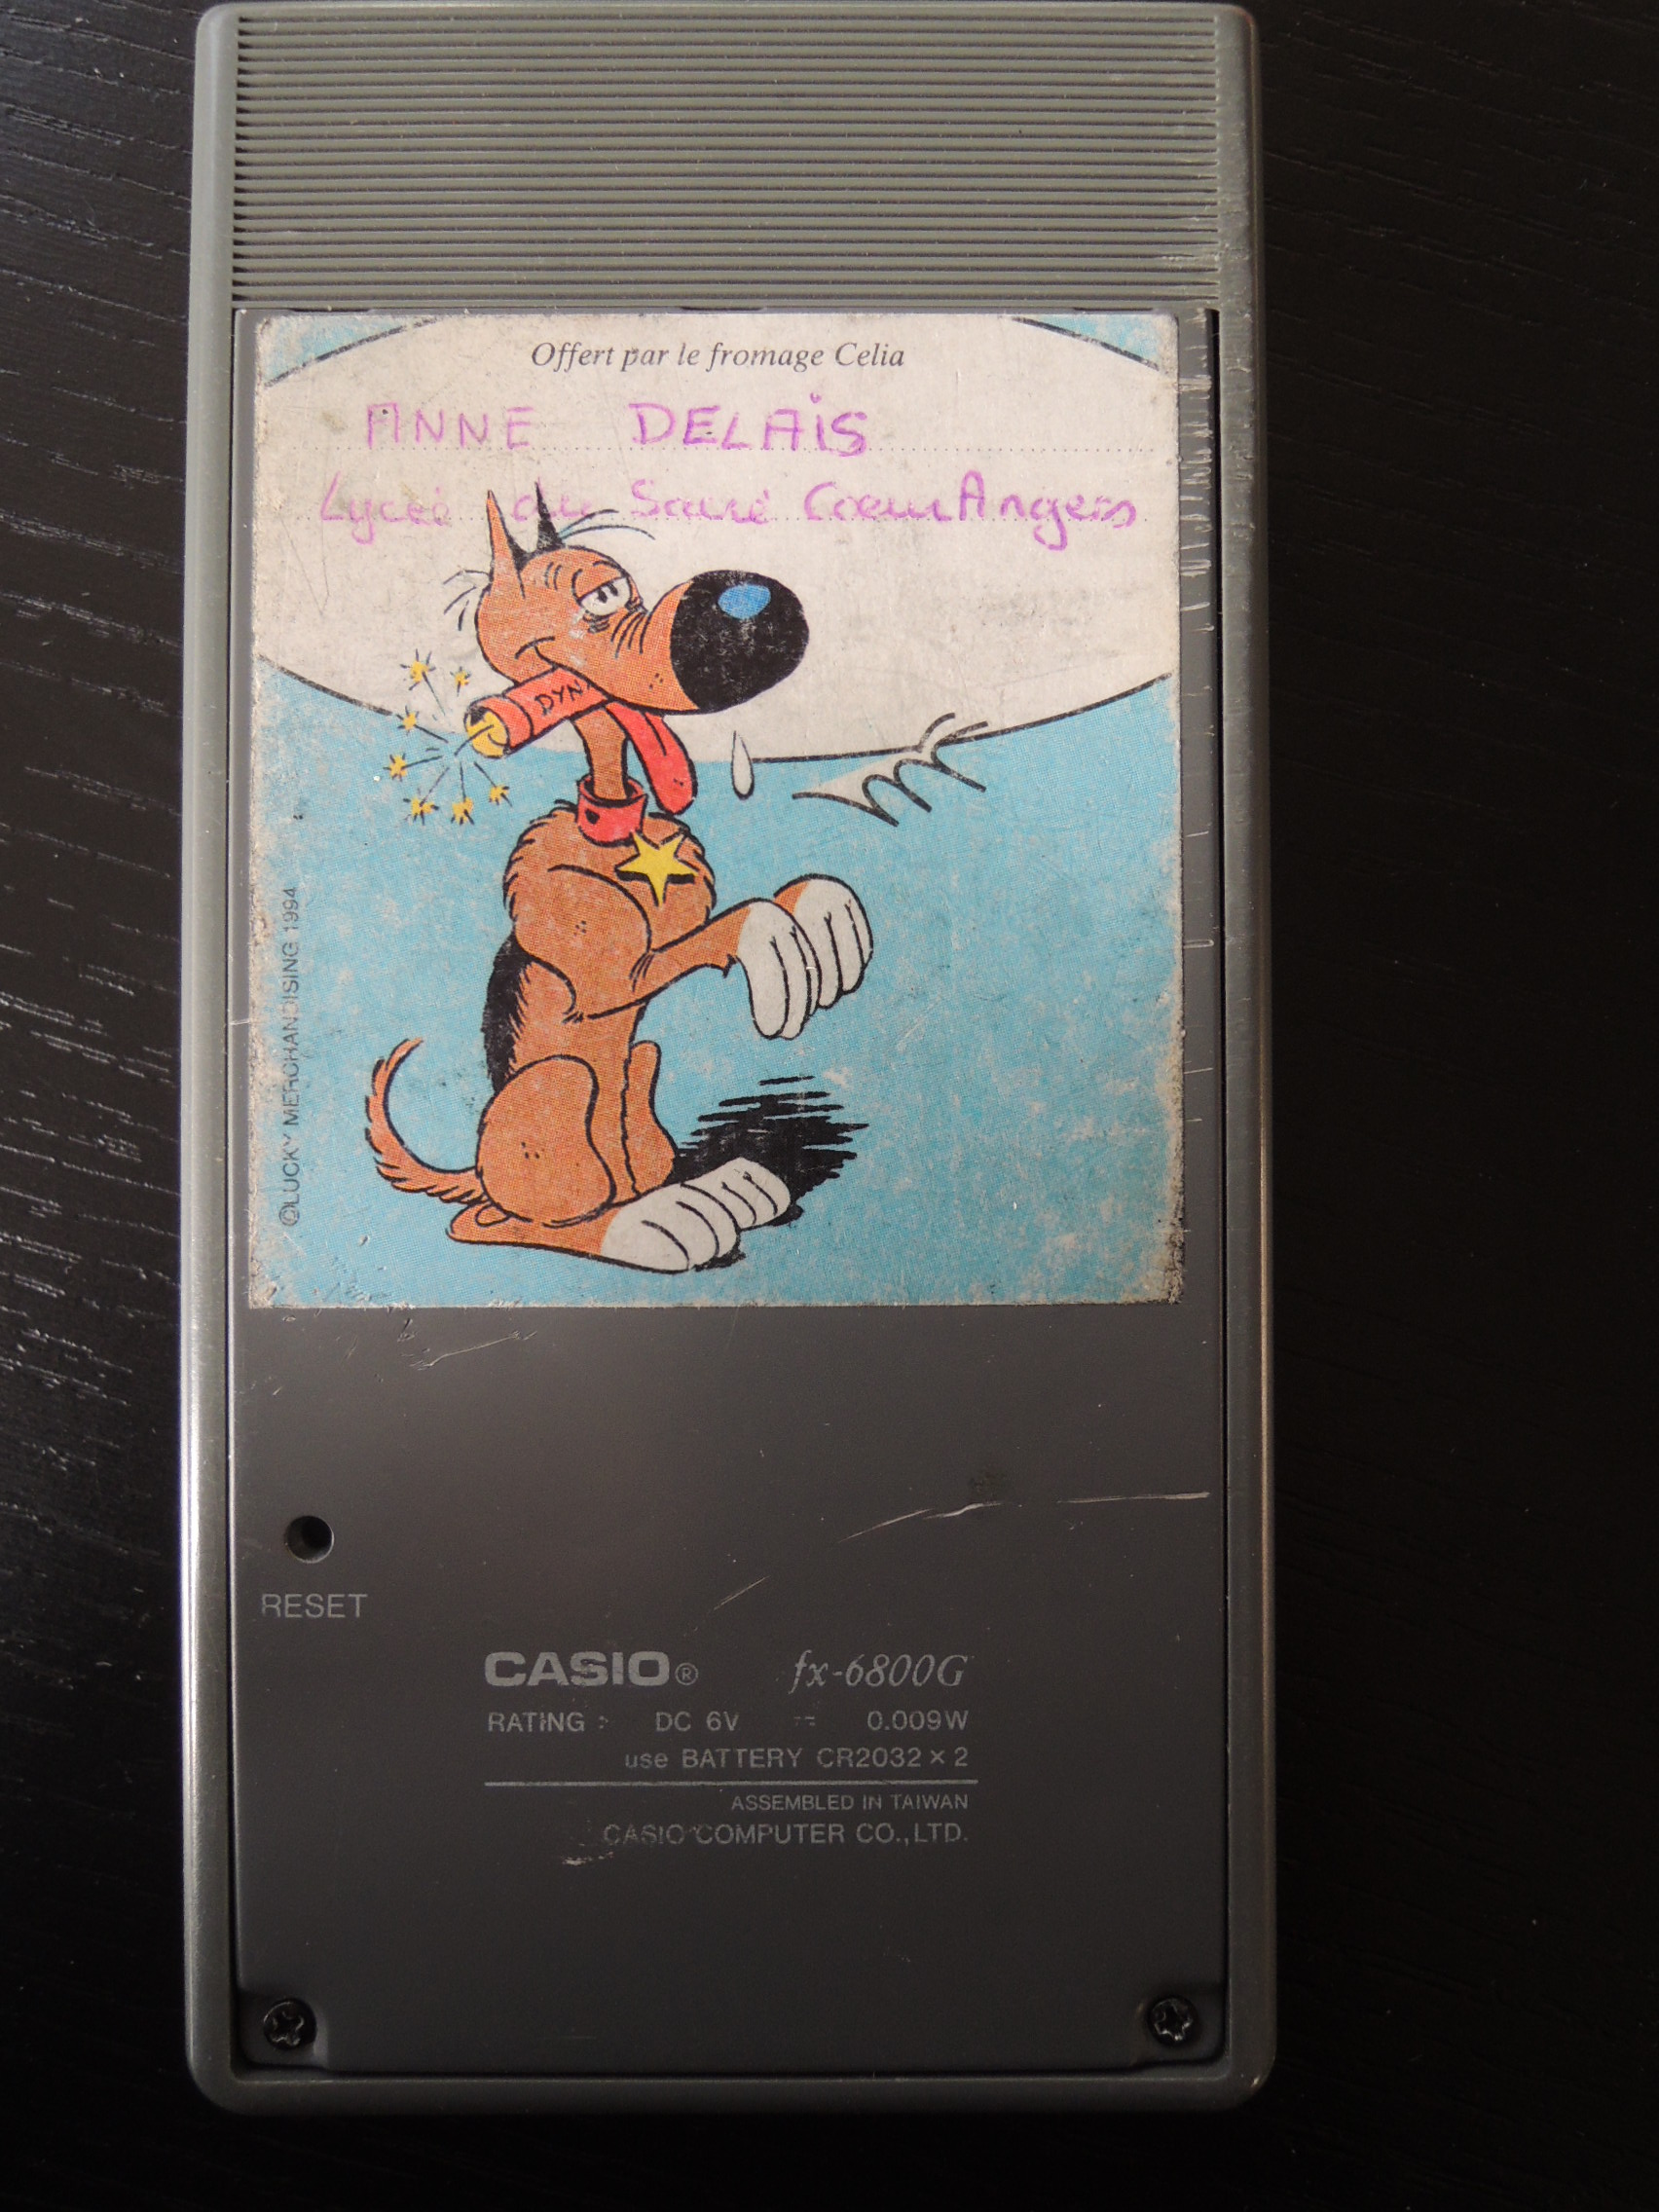 Offert par le fromage Celia
ANNE DELAIS
Lycée du Sacré Coeur Angers
DYN
©LUCKY MERCHANDISING 1994
RESET
CASIO® fx-6800G
RATING : DC 6V ⎓ 0.009W
use BATTERY CR2032 × 2
ASSEMBLED IN TAIWAN
CASIO COMPUTER CO.,LTD.